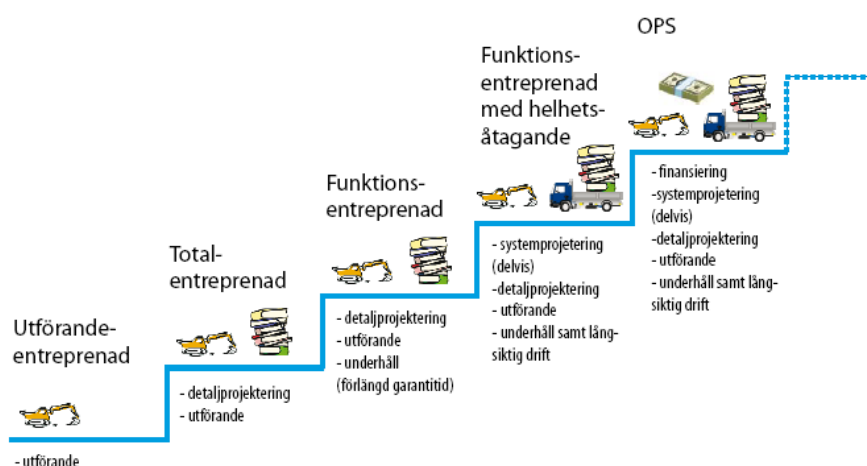 Utförande-
entreprenad
- utförande
Total-
entreprenad
- detaljprojektering
- utförande
Funktions-
entreprenad
- detaljprojektering
- utförande
- underhåll
(förlängd garantitid)
Funktions-
entreprenad
med helhets-
åtagande
- systemprojetering
(delvis)
-detaljprojektering
- utförande
- underhåll samt lång-
siktig drift
OPS
- finansiering
-systemprojetering
(delvis)
-detaljprojektering
- utförande
- underhåll samt lång-
siktig drift